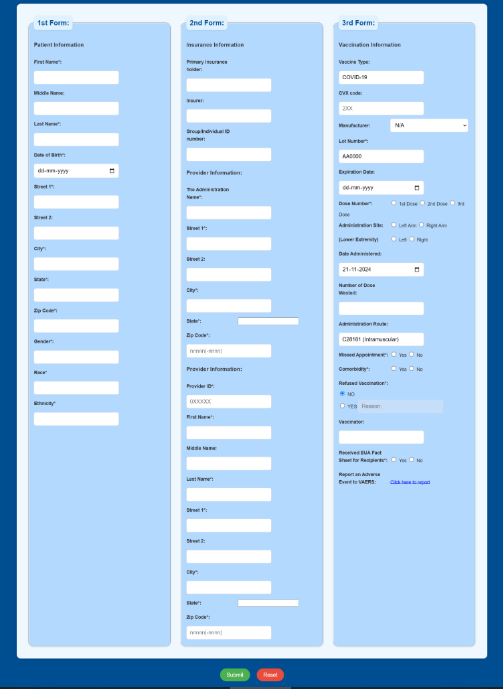 1st Form:
Patient Information
First Name*:
Middle Name:
Last Name*:
Date of Birth*:
dd-mm-yyyy
Street 1*:
Street 2:
City*:
State*:
Zip Code*:
Gender*:
Race*
Ethnicity*
2nd Form:
Insurance Information
Primary Insurance
holder:
Insurer:
Group/Individual ID
number:
Provider Information:
The Administration
Name*:
Street 1*:
Street 2:
City*:
State*:
Zip Code*:
Provider Information:
Provider ID*:
0XXXXX
First Name*:
Middle Name:
Last Name*:
Street 1*:
Street 2:
City*:
State*:
Zip Code*:
3rd Form:
Vaccination Information
Vaccine Type:
COVID-19
CVX code:
2XX
Manufacturer: N/A
Lot Number*:
AA0000
Expiration Date:
dd-mm-yyyy
Dose Number*: 1st Dose 2nd Dose 3rd
Dose
Administration Site: Left Arm Right Arm
(Lower Extremity) Left Right
Date Administered:
21-11-2024
Number of Dose
Wasted:
Administration Route:
C28161 (Intramuscular)
Missed Appointment*: Yes No
Comorbidity*: Yes No
Refused Vaccination*:
NO
YES Reason
Vaccinator:
Received EUA Fact
Sheet for Recipients*: Yes No
Report an Adverse
Event to VAERS: Click here to report
Submit Reset